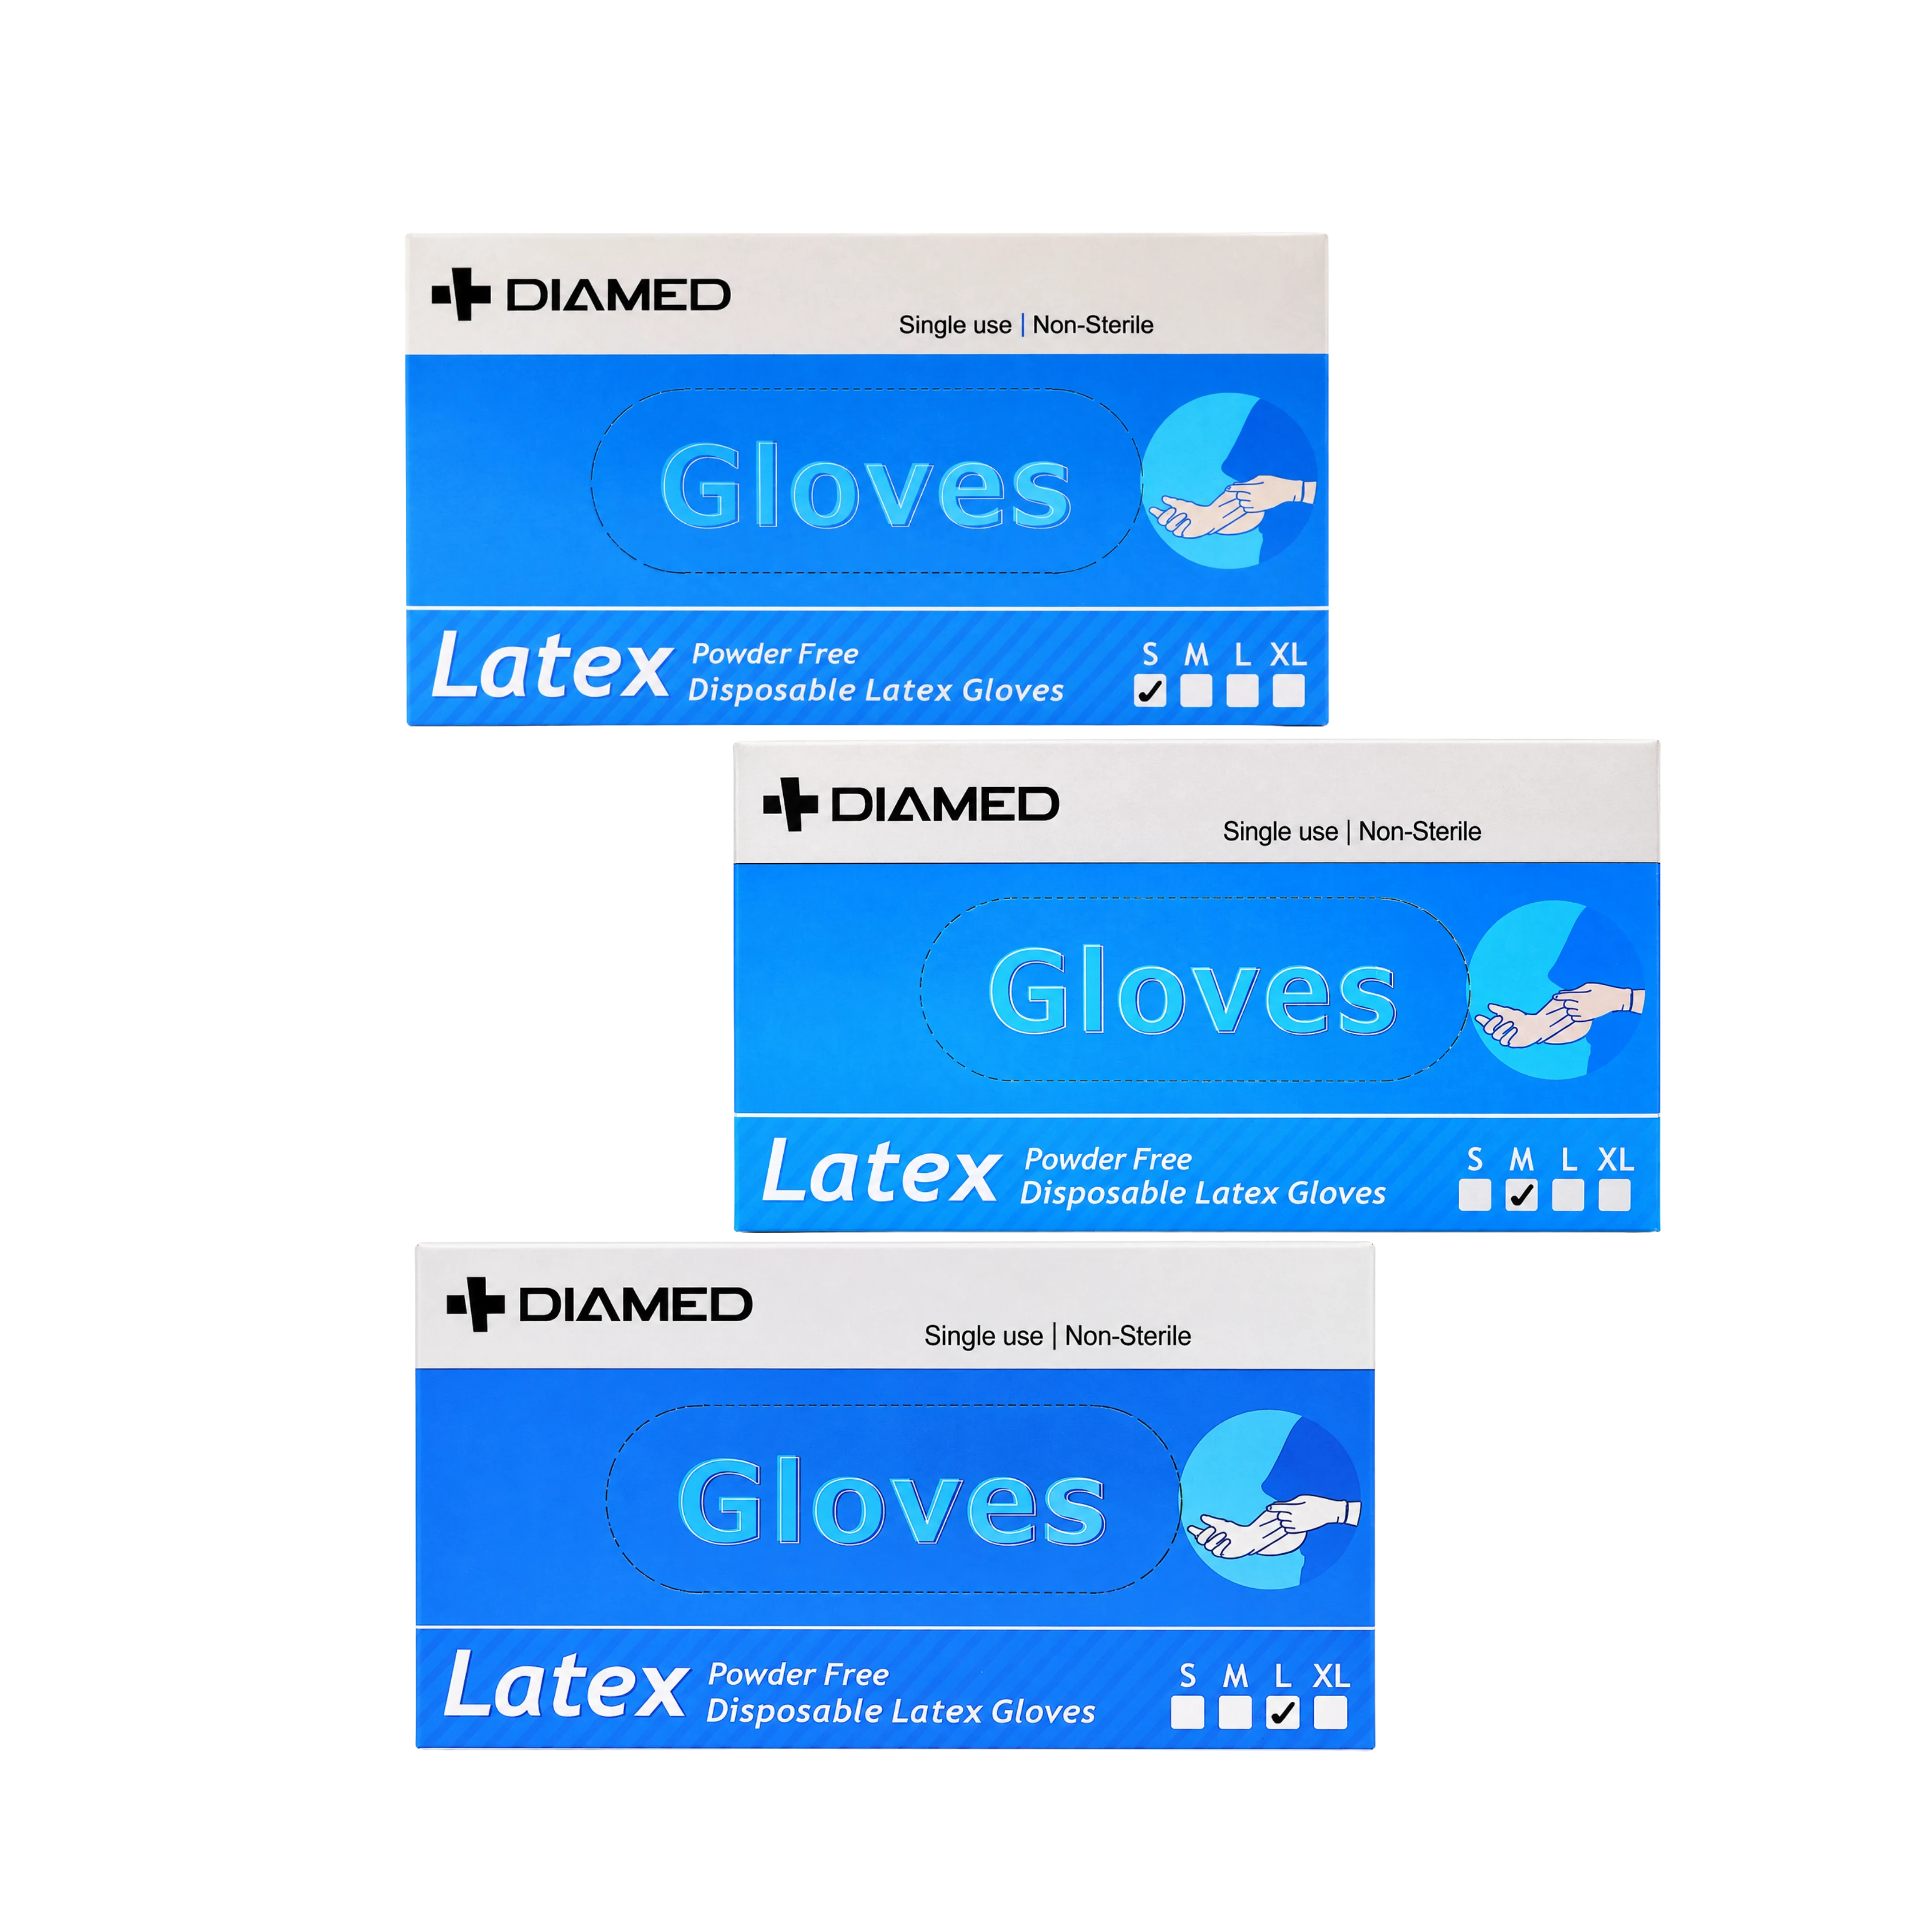 DIAMED
Single use | Non-Sterile
Gloves
Latex
Powder Free
Disposable Latex Gloves
S M L XL
✓
DIAMED
Single use | Non-Sterile
Gloves
Latex
Powder Free
Disposable Latex Gloves
S M L XL
✓
DIAMED
Single use | Non-Sterile
Gloves
Latex
Powder Free
Disposable Latex Gloves
S M L XL
✓